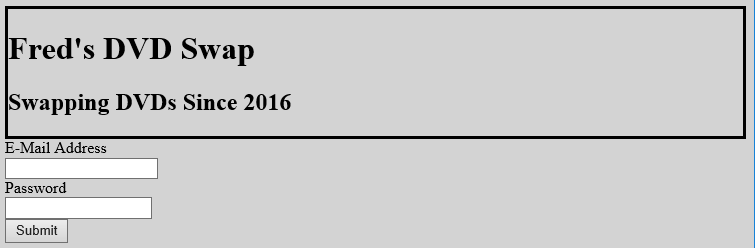 Fred's DVD Swap
Swapping DVDs Since 2016
E-Mail Address
Password
Submit